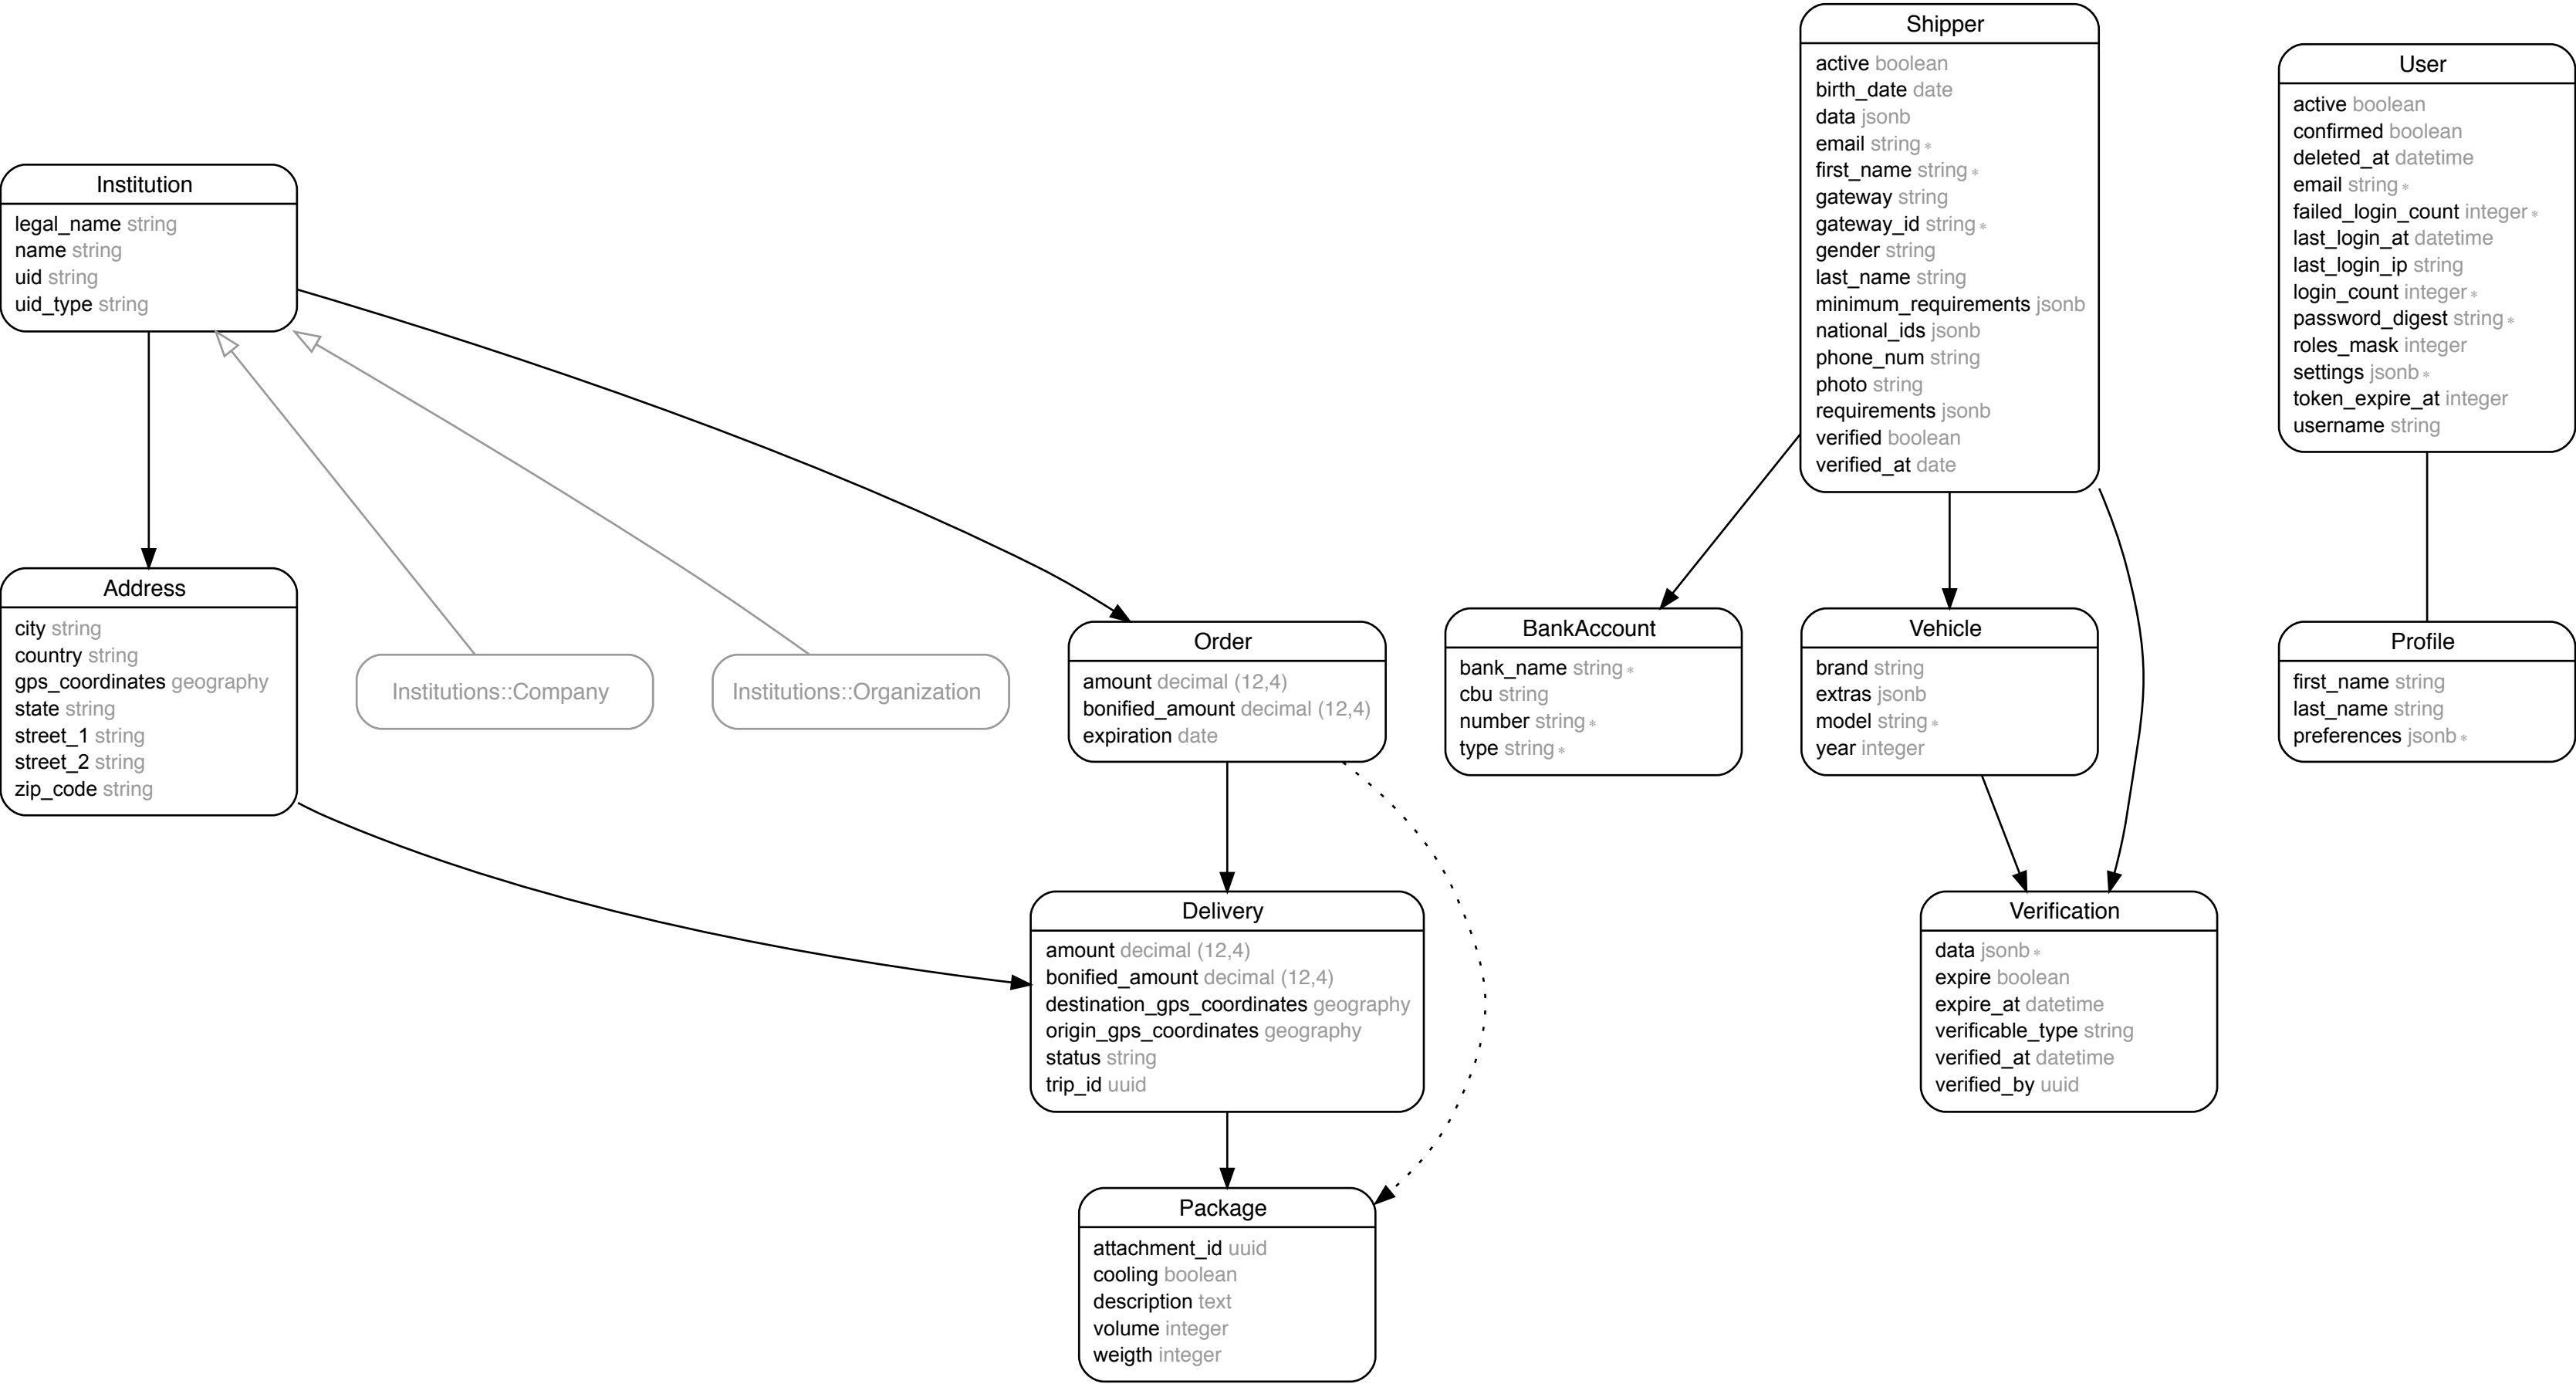 Institution
legal_name string
name string
uid string
uid_type string
Address
city string
country string
gps_coordinates geography
state string
street_1 string
street_2 string
zip_code string
Institutions::Company
Institutions::Organization
Order
amount decimal (12,4)
bonified_amount decimal (12,4)
expiration date
Delivery
amount decimal (12,4)
bonified_amount decimal (12,4)
destination_gps_coordinates geography
origin_gps_coordinates geography
status string
trip_id uuid
Package
attachment_id uuid
cooling boolean
description text
volume integer
weigth integer
Shipper
active boolean
birth_date date
data jsonb
email string *
first_name string *
gateway string
gateway_id string *
gender string
last_name string
minimum_requirements jsonb
national_ids jsonb
phone_num string
photo string
requirements jsonb
verified boolean
verified_at date
BankAccount
bank_name string *
cbu string
number string *
type string *
Vehicle
brand string
extras jsonb
model string *
year integer
Verification
data jsonb *
expire boolean
expire_at datetime
verificable_type string
verified_at datetime
verified_by uuid
User
active boolean
confirmed boolean
deleted_at datetime
email string *
failed_login_count integer *
last_login_at datetime
last_login_ip string
login_count integer *
password_digest string *
roles_mask integer
settings jsonb *
token_expire_at integer
username string
Profile
first_name string
last_name string
preferences jsonb *